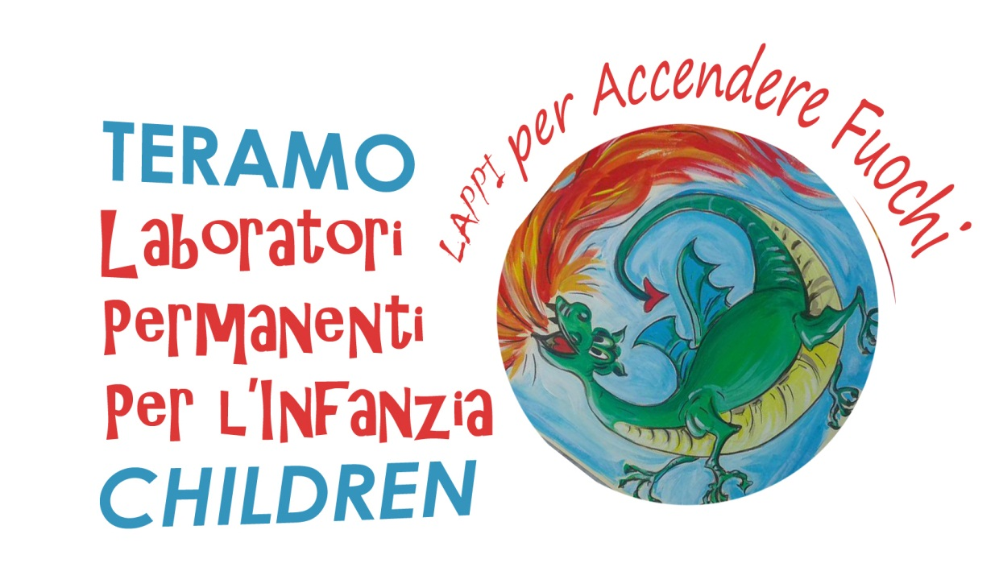 TERAMO
Laboratori
Permanenti
Per L'INFanzia
CHILDREN
LAPPI per Accendere Fuochi